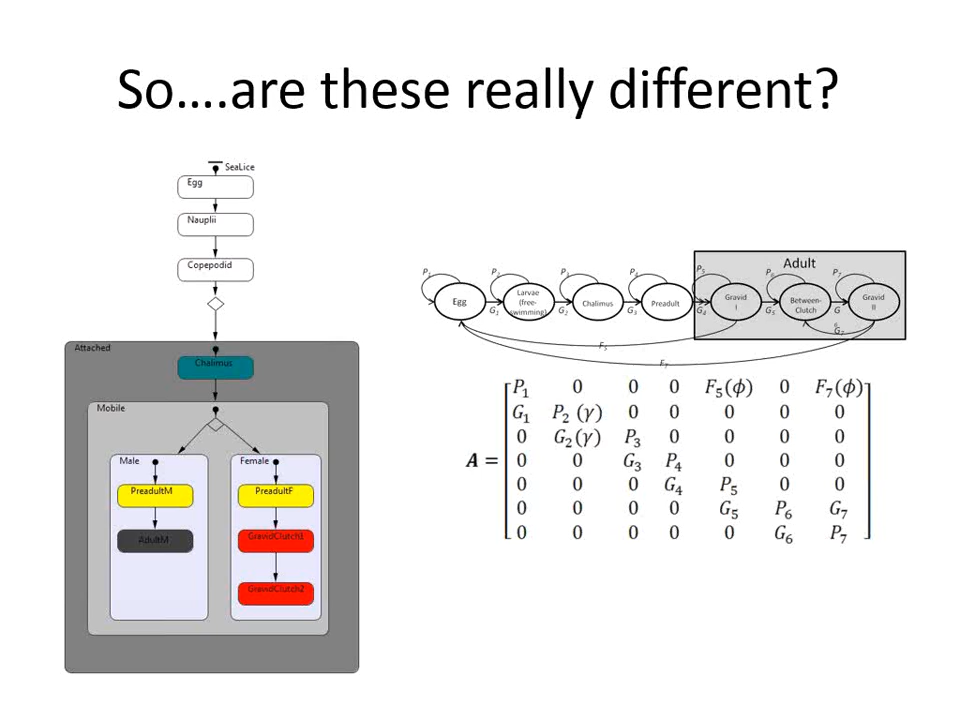 So….are these really different?
SeaLice
Egg
Nauplii
Copepodid
Attached
Chalimus
Mobile
Male
Female
PreadultM
PreadultF
AdultM
GravidClutch1
GravidClutch2
Adult
P₁ P₂ P₃ P₄ P₅ P₆ P₇
Egg
Larvae
(free-
swimming)
Chalimus
Preadult
Gravid
I
Between-
Clutch
Gravid
II
G₁ G₂ G₃ G₄ G₅ G
6
G₇
F₅
F₇
P₁ 0 0 0 F₅(ϕ) 0 F₇(ϕ)
G₁ P₂ (γ) 0 0 0 0 0
0 G₂(γ) P₃ 0 0 0 0
A = 0 0 G₃ P₄ 0 0 0
0 0 0 G₄ P₅ 0 0
0 0 0 0 G₅ P₆ G₇
0 0 0 0 0 G₆ P₇